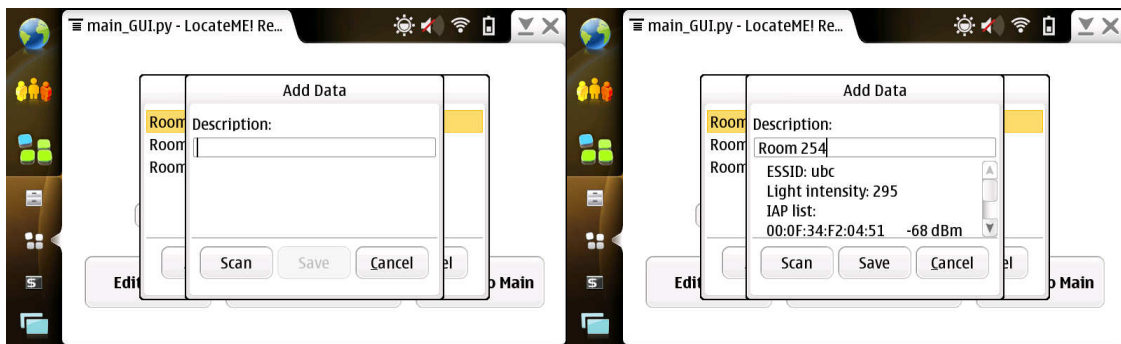 main_GUI.py - LocateME! Re...
Add Data
Room
Description:
Room
Room
Scan
Save
Cancel
el
Edit
o Main
main_GUI.py - LocateME! Re...
Add Data
Room
Description:
Room
Room 254
Room
ESSID: ubc
Light intensity: 295
IAP list:
00:0F:34:F2:04:51 -68 dBm
Scan
Save
Cancel
el
Edit
o Main